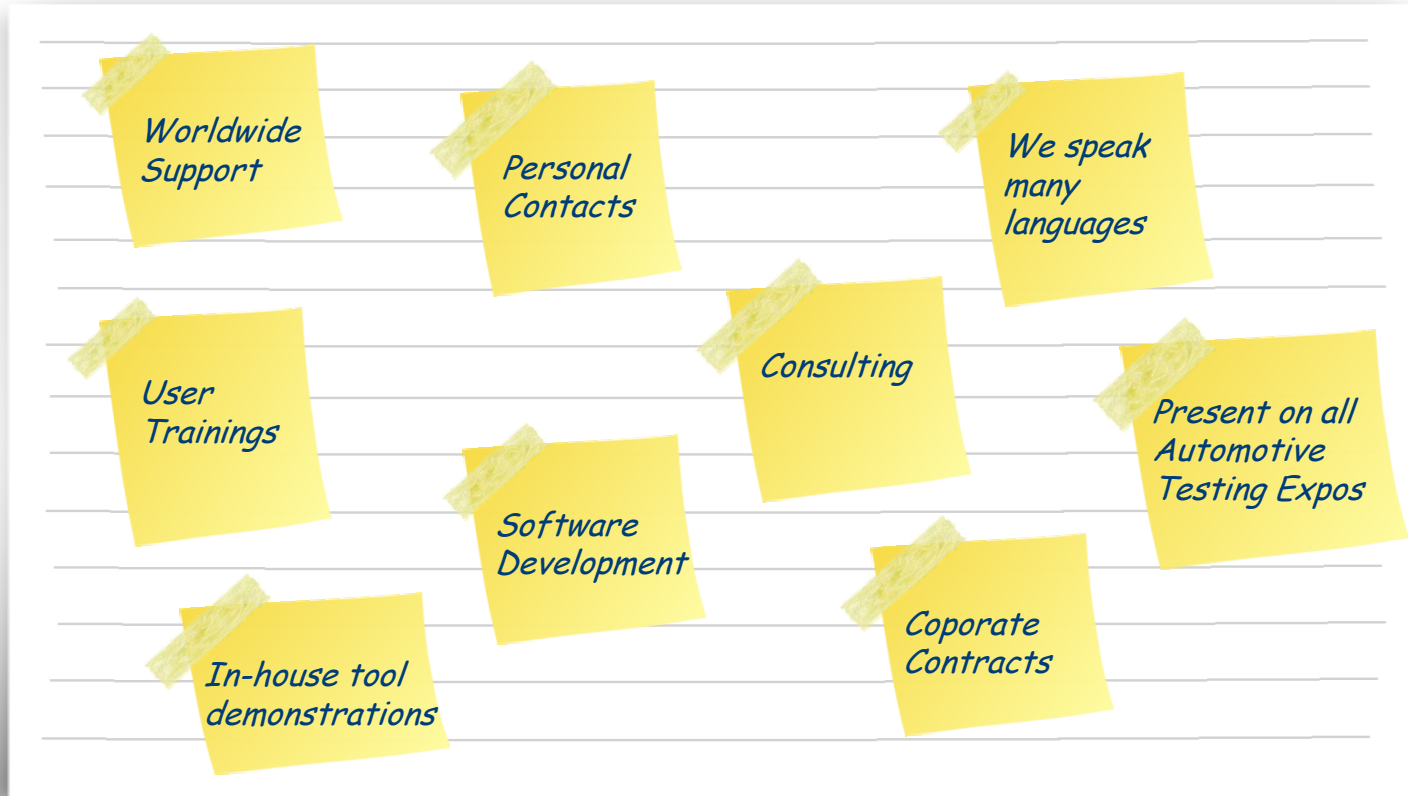 Worldwide
Support
Personal
Contacts
We speak
many
languages
User
Trainings
Consulting
Present on all
Automotive
Testing Expos
Software
Development
Coporate
Contracts
In-house tool
demonstrations